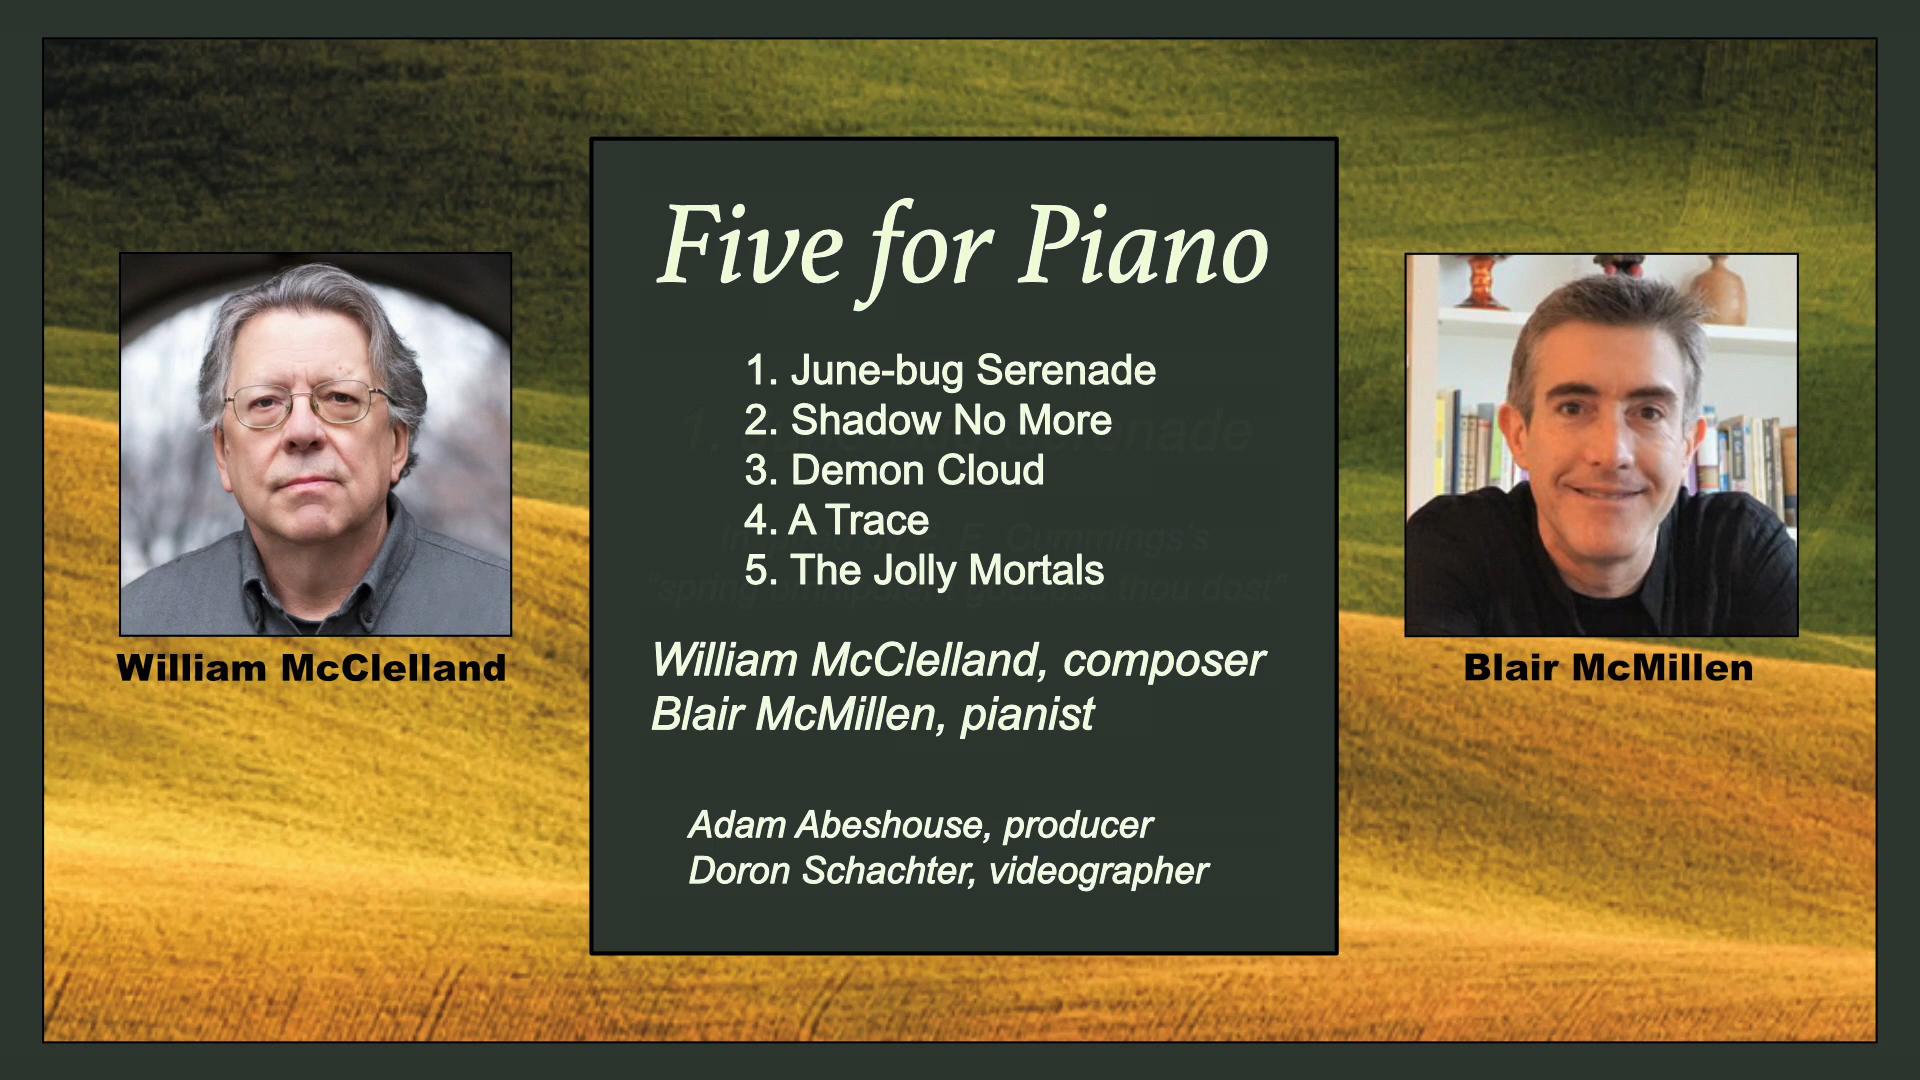 Five for Piano
1. June-bug Serenade
2. Shadow No More
3. Demon Cloud
4. A Trace
5. The Jolly Mortals
William McClelland, composer
Blair McMillen, pianist
Adam Abeshouse, producer
Doron Schachter, videographer
William McClelland
Blair McMillen